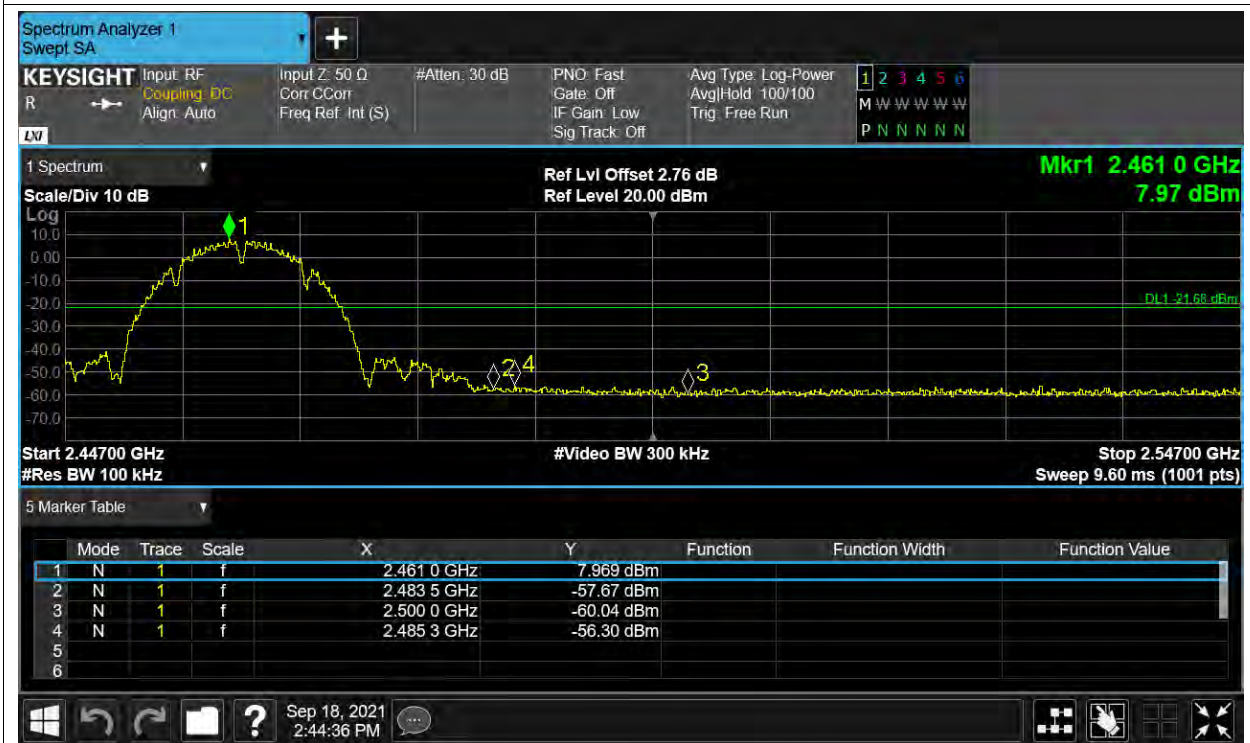 Spectrum Analyzer 1
Swept SA
+
KEYSIGHT Input: RF Input Z: 50 Ω #Atten: 30 dB PNO: Fast Avg Type: Log-Power 1 2 3 4 5 6
R Coupling: DC Corr CCorr Gate: Off Avg|Hold: 100/100 M W W W W W
Align: Auto Freq Ref: Int (S) IF Gain: Low Trig: Free Run
LXI Sig Track: Off P N N N N N
1 Spectrum Ref Lvl Offset 2.76 dB Mkr1 2.461 0 GHz
Scale/Div 10 dB Ref Level 20.00 dBm 7.97 dBm
Log
10.0
1
0.00
-10.0
-20.0
DL1 -21.68 dBm
-30.0
-40.0
-50.0
2 4 3
-60.0
-70.0
Start 2.44700 GHz #Video BW 300 kHz Stop 2.54700 GHz
#Res BW 100 kHz Sweep 9.60 ms (1001 pts)
5 Marker Table
Mode Trace Scale X Y Function Function Width Function Value
1 N 1 f 2.461 0 GHz 7.969 dBm
2 N 1 f 2.483 5 GHz -57.67 dBm
3 N 1 f 2.500 0 GHz -60.04 dBm
4 N 1 f 2.485 3 GHz -56.30 dBm
5
6
? Sep 18, 2021
2:44:36 PM